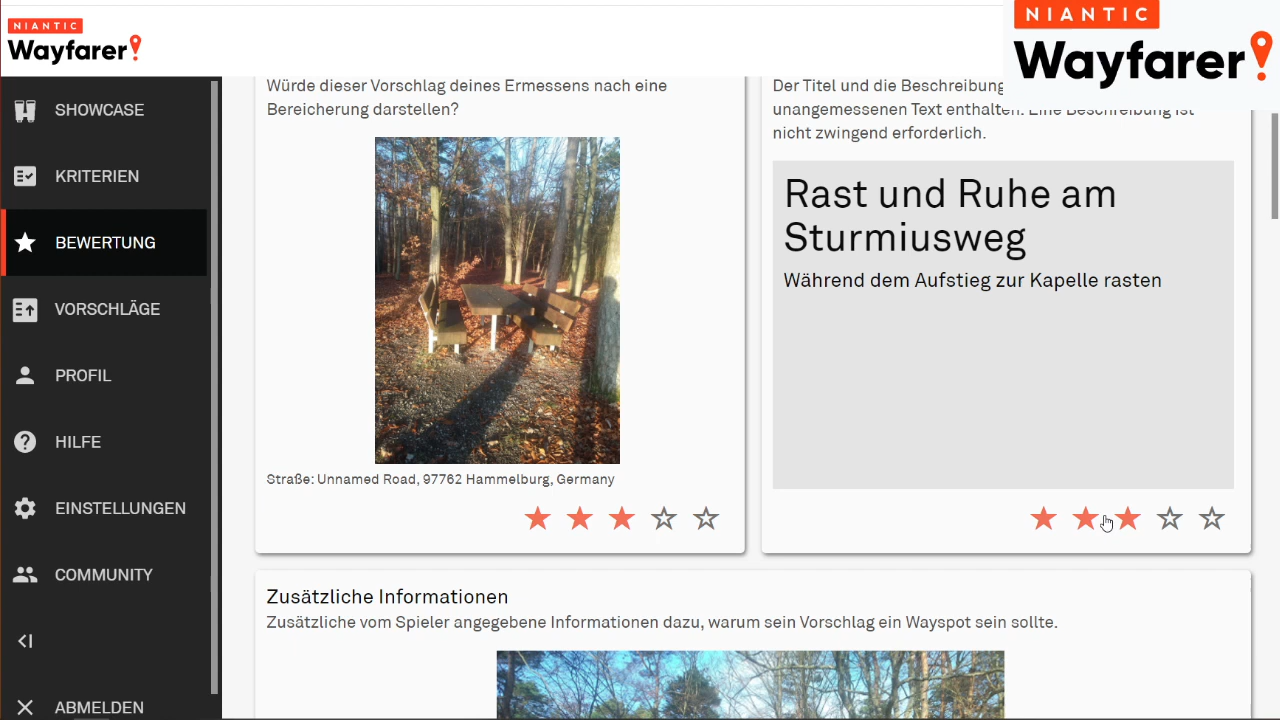 NIANTIC
Wayfarer
NIANTIC
Wayfarer
SHOWCASE
KRITERIEN
BEWERTUNG
VORSCHLÄGE
PROFIL
HILFE
EINSTELLUNGEN
COMMUNITY
ABMELDEN
Würde dieser Vorschlag deines Ermessens nach eine
Bereicherung darstellen?
Straße: Unnamed Road, 97762 Hammelburg, Germany
Der Titel und die Beschreibung
unangemessenen Text enthalten. Eine Beschreibung ist
nicht zwingend erforderlich.
Rast und Ruhe am
Sturmiusweg
Während dem Aufstieg zur Kapelle rasten
Zusätzliche Informationen
Zusätzliche vom Spieler angegebene Informationen dazu, warum sein Vorschlag ein Wayspot sein sollte.